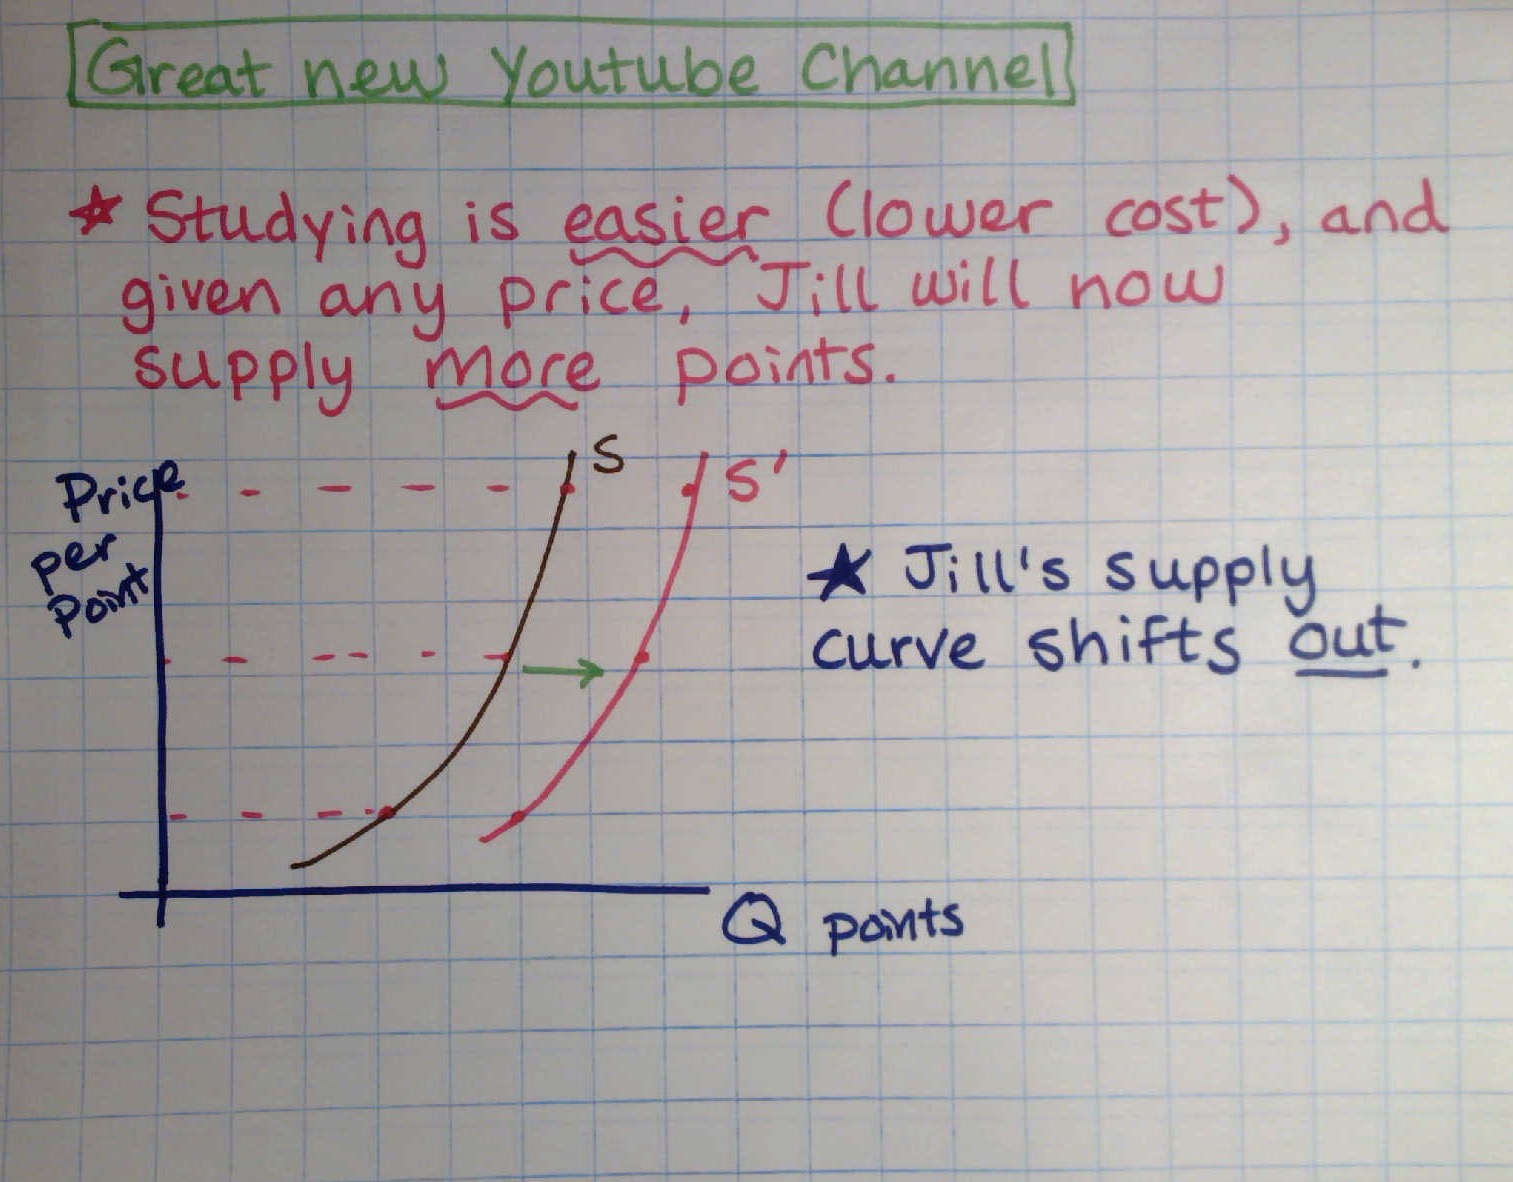 Great new Youtube Channel
★ Studying is easier (lower cost), and
given any price, Jill will now
supply more points.
Price
per
Point
S
S'
★ Jill's supply
curve shifts out.
Q points